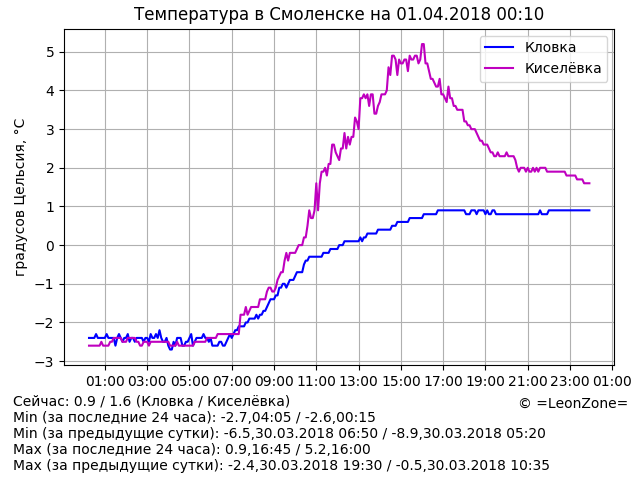 Температура в Смоленске на 01.04.2018 00:10
Кловка
Киселёвка
градусов Цельсия, °C
5
4
3
2
1
0
−1
−2
−3
01:00 03:00 05:00 07:00 09:00 11:00 13:00 15:00 17:00 19:00 21:00 23:00 01:00
Сейчас: 0.9 / 1.6 (Кловка / Киселёвка)
© =LeonZone=
Min (за последние 24 часа): -2.7,04:05 / -2.6,00:15
Min (за предыдущие сутки): -6.5,30.03.2018 06:50 / -8.9,30.03.2018 05:20
Max (за последние 24 часа): 0.9,16:45 / 5.2,16:00
Max (за предыдущие сутки): -2.4,30.03.2018 19:30 / -0.5,30.03.2018 10:35